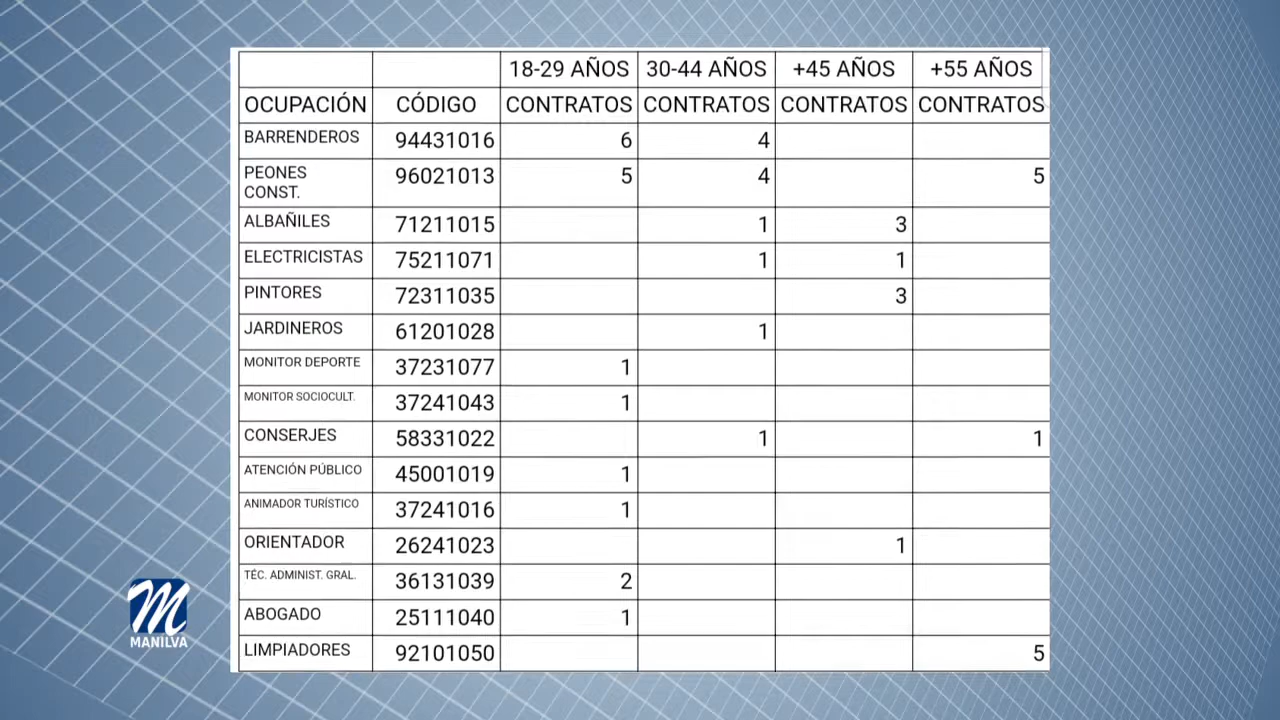 18-29 AÑOS 30-44 AÑOS +45 AÑOS +55 AÑOS
OCUPACIÓN CÓDIGO CONTRATOS CONTRATOS CONTRATOS CONTRATOS
BARRENDEROS 94431016 6 4
PEONES CONST. 96021013 5 4 5
ALBAÑILES 71211015 1 3
ELECTRICISTAS 75211071 1 1
PINTORES 72311035 3
JARDINEROS 61201028 1
MONITOR DEPORTE 37231077 1
MONITOR SOCIOCULT. 37241043 1
CONSERJES 58331022 1 1
ATENCIÓN PÚBLICO 45001019 1
ANIMADOR TURÍSTICO 37241016 1
ORIENTADOR 26241023 1
TÉC. ADMINIST. GRAL. 36131039 2
ABOGADO 25111040 1
LIMPIADORES 92101050 5
M
MANILVA